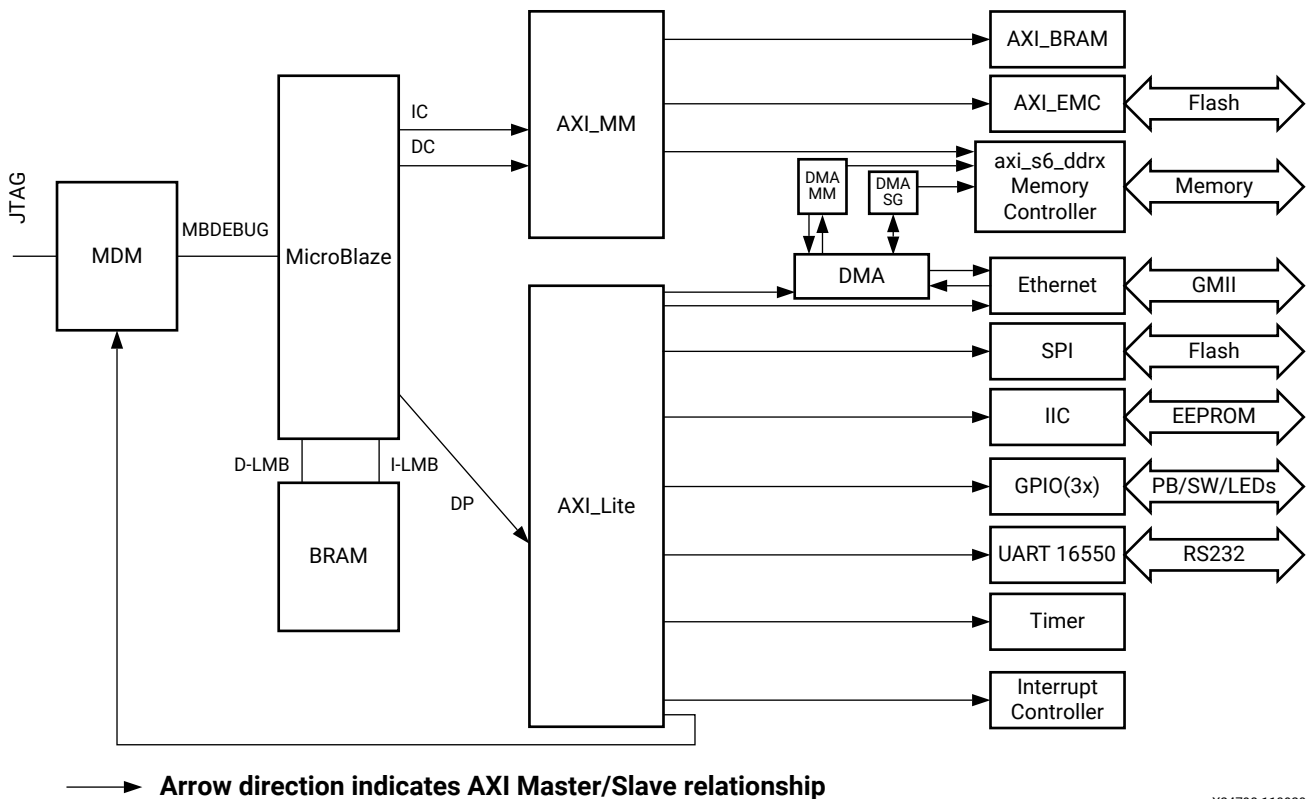 AXI_BRAM
IC
DC
AXI_MM
AXI_EMC
Flash
axi_s6_ddrx
Memory
Controller
Memory
DMA
MM
DMA
SG
JTAG
MDM
MBDEBUG
MicroBlaze
DMA
Ethernet
GMII
SPI
Flash
IIC
EEPROM
D-LMB
I-LMB
DP
AXI_Lite
GPIO(3x)
PB/SW/LEDs
BRAM
UART 16550
RS232
Timer
Interrupt
Controller
Arrow direction indicates AXI Master/Slave relationship